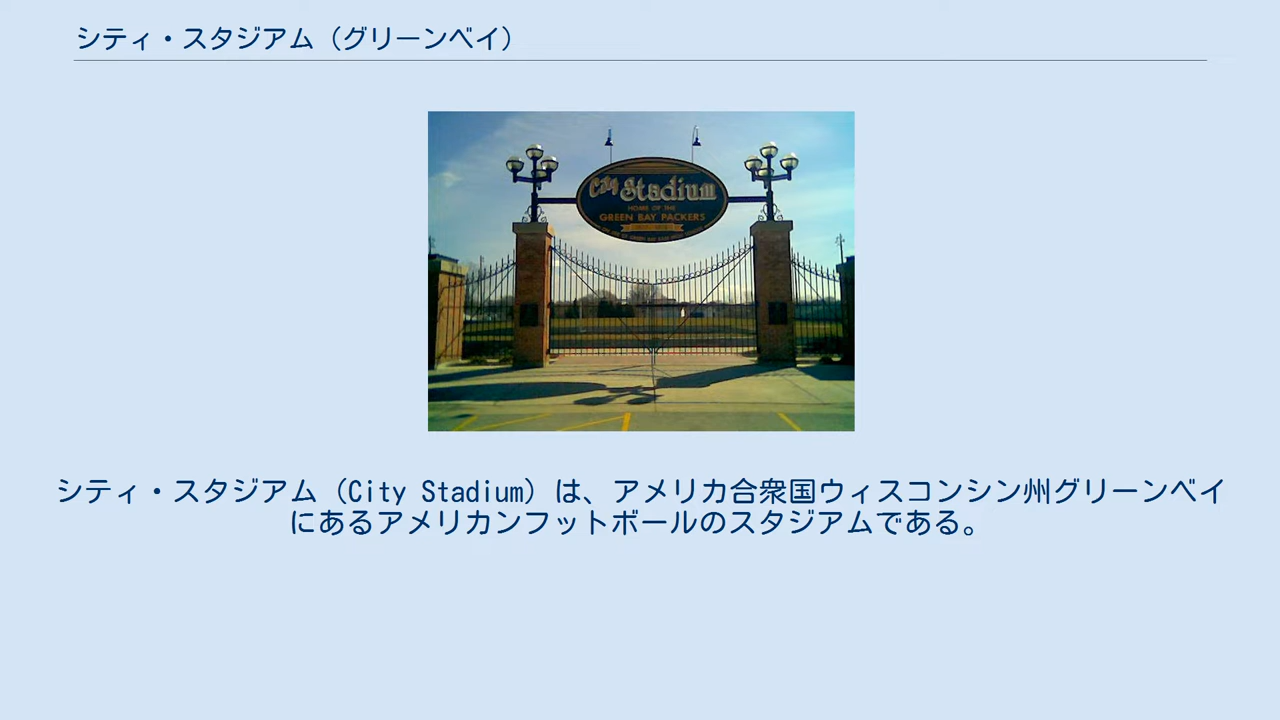 シティ・スタジアム（グリーンベイ）
City Stadium
HOME OF THE
GREEN BAY PACKERS
シティ・スタジアム（City Stadium）は、アメリカ合衆国ウィスコンシン州グリーンベイ
にあるアメリカンフットボールのスタジアムである。